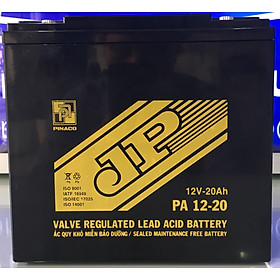 PINACO
JP
ISO 9001
IATF 16949
ISO/IEC 17025
ISO 14001
12V-20Ah
PA 12-20
VALVE REGULATED LEAD ACID BATTERY
ẮC QUY KHÔ MIỄN BẢO DƯỠNG / SEALED MAINTENANCE FREE BATTERY